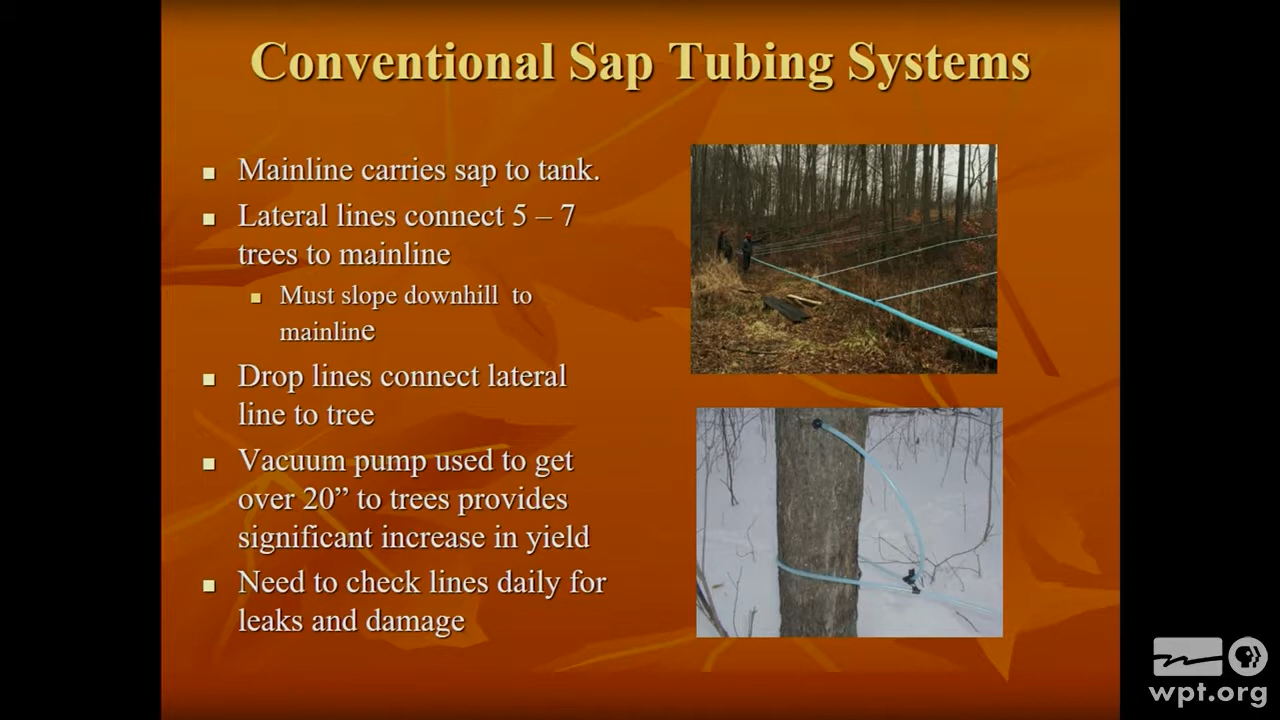 Conventional Sap Tubing Systems
Mainline carries sap to tank.
Lateral lines connect 5 – 7
trees to mainline
Must slope downhill to
mainline
Drop lines connect lateral
line to tree
Vacuum pump used to get
over 20” to trees provides
significant increase in yield
Need to check lines daily for
leaks and damage
wpt.org